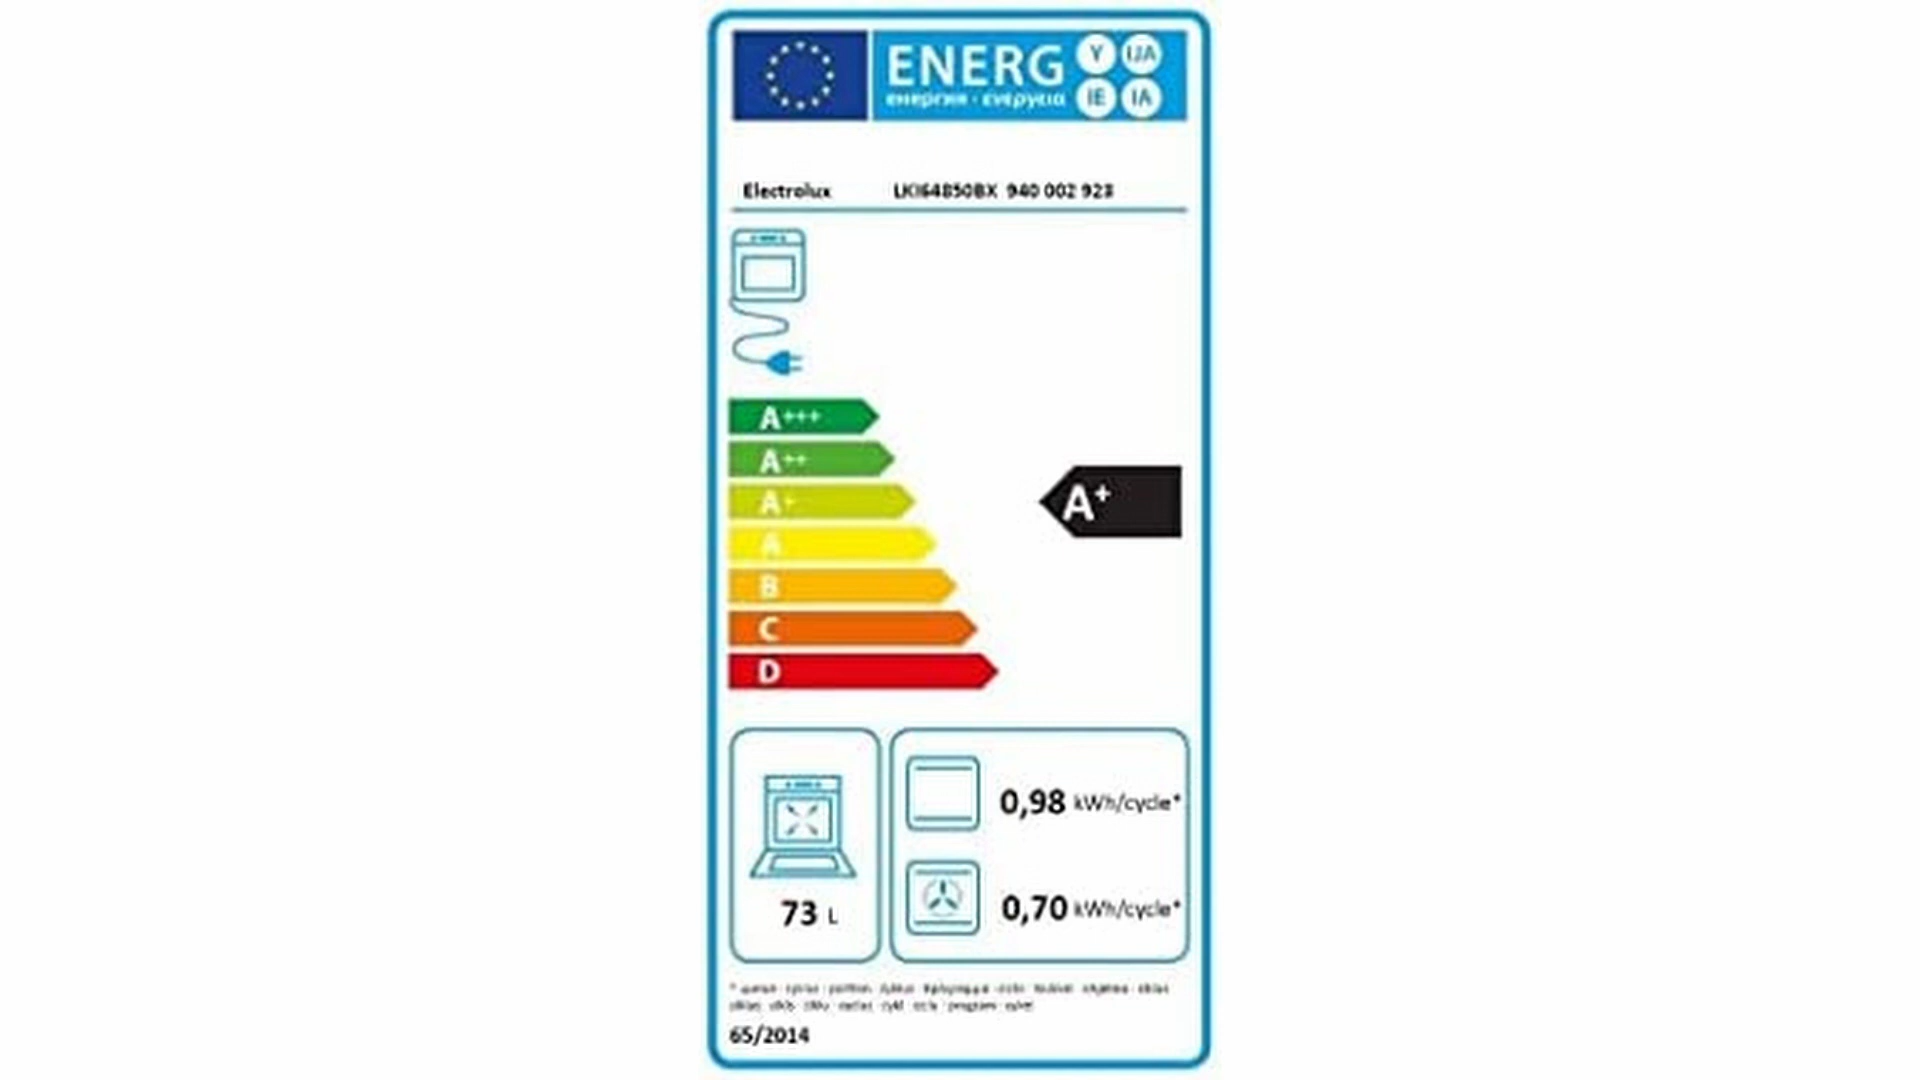 ENERG Y IJA
енергия · ενεργεια IE IA
Electrolux LKI64850BX 940 002 923
A+++
A++
A+
A
B
C
D
A+
0,98 kWh/cycle*
0,70 kWh/cycle*
73 L
65/2014